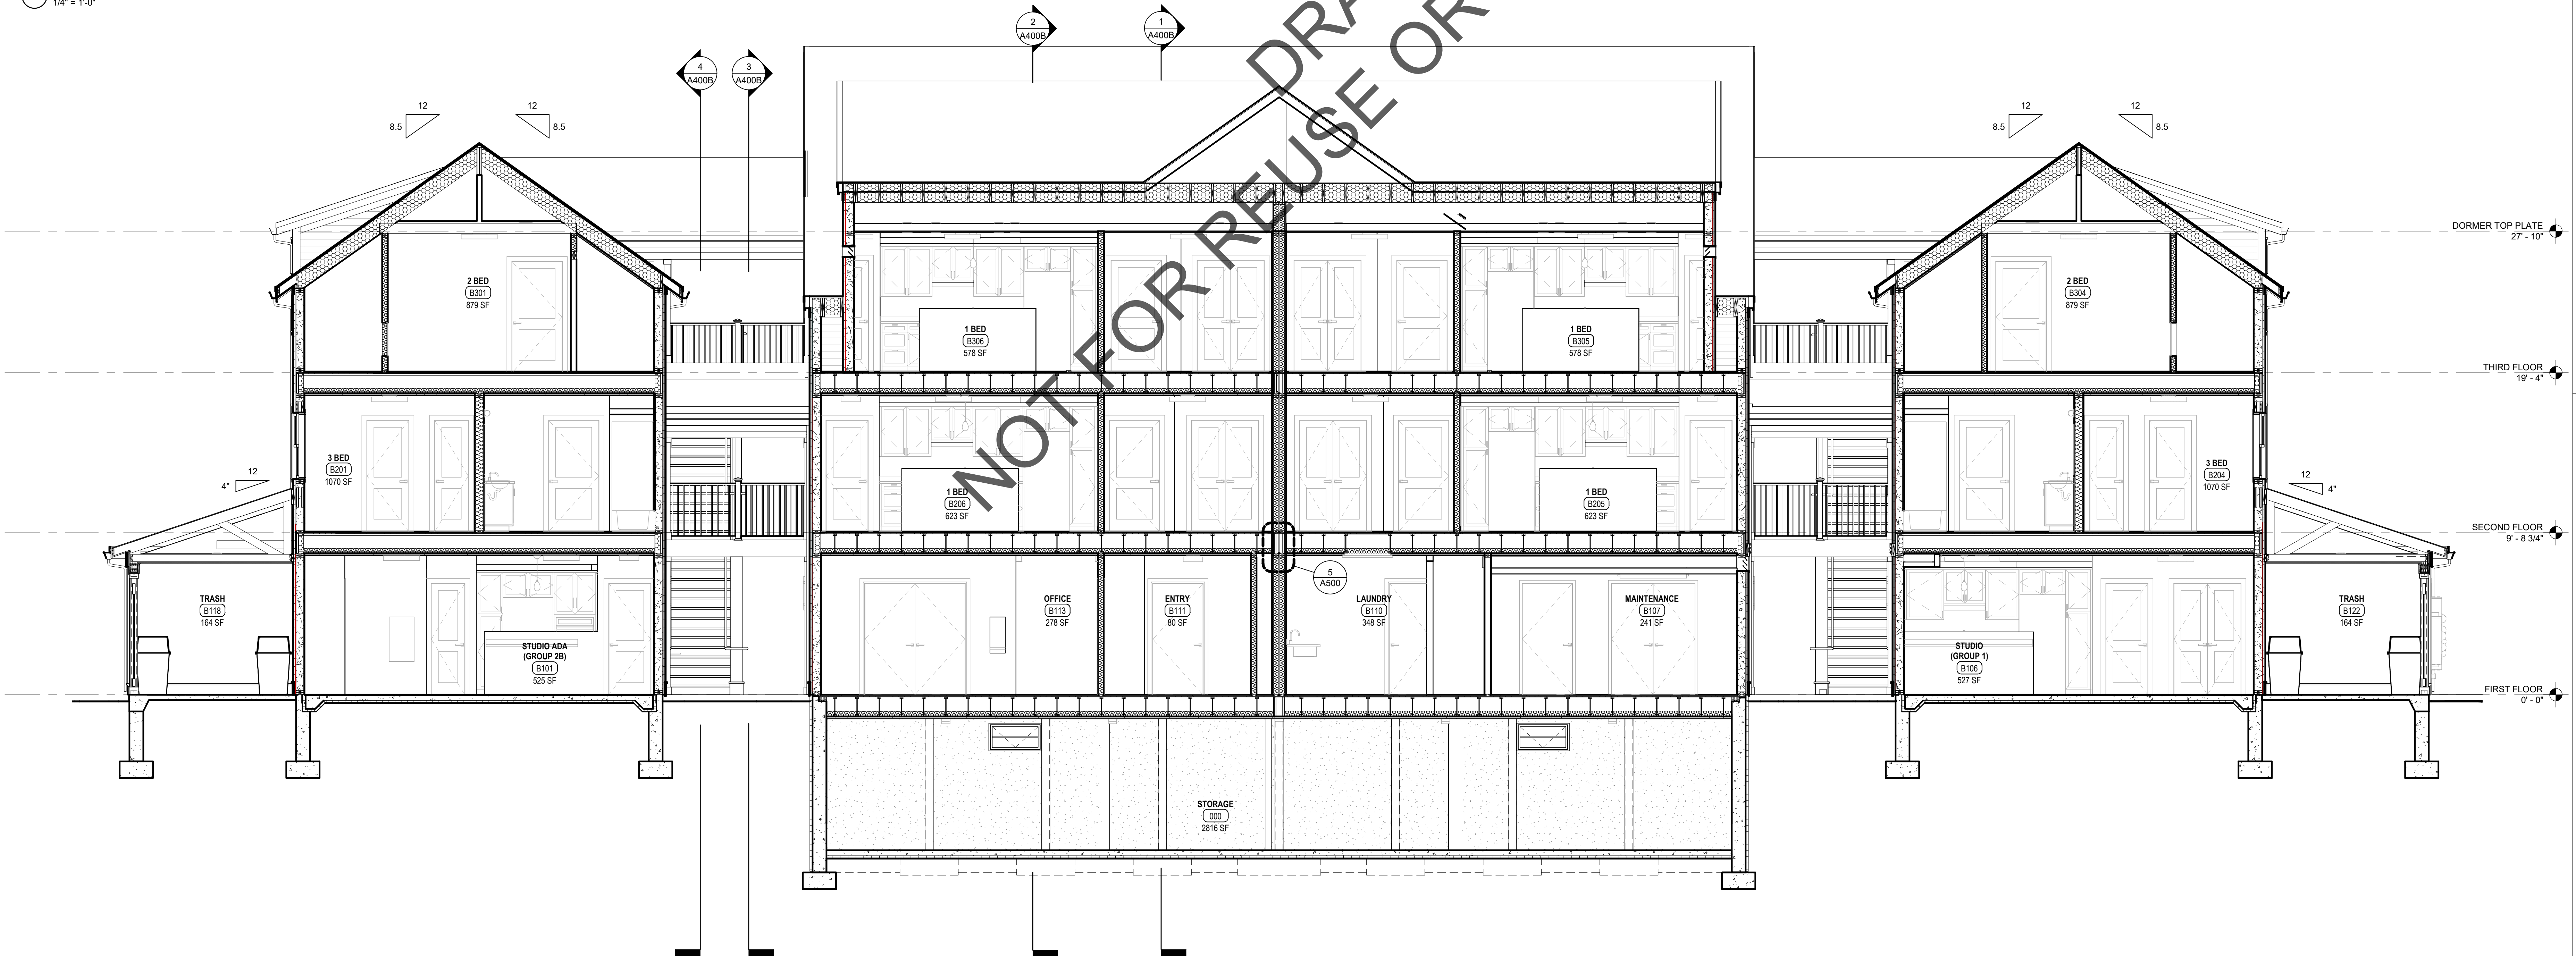 1/4" = 1'-0"
2
A400B
1
A400B
4
A400B
3
A400B
12
8.5
12
8.5
12
8.5
12
8.5
NOT FOR REUSE OR
DORMER TOP PLATE
27' - 10"
2 BED
B301
879 SF
2 BED
B304
879 SF
1 BED
B306
578 SF
1 BED
B305
578 SF
THIRD FLOOR
19' - 4"
3 BED
B201
1070 SF
3 BED
B204
1070 SF
12
4"
12
4"
1 BED
B206
623 SF
1 BED
B205
623 SF
SECOND FLOOR
9' - 8 3/4"
5
A500
TRASH
B118
164 SF
OFFICE
B113
278 SF
ENTRY
B111
80 SF
LAUNDRY
B110
348 SF
MAINTENANCE
B107
241 SF
TRASH
B122
164 SF
STUDIO ADA
(GROUP 2B)
B101
525 SF
STUDIO
(GROUP 1)
B106
527 SF
FIRST FLOOR
0' - 0"
STORAGE
000
2816 SF